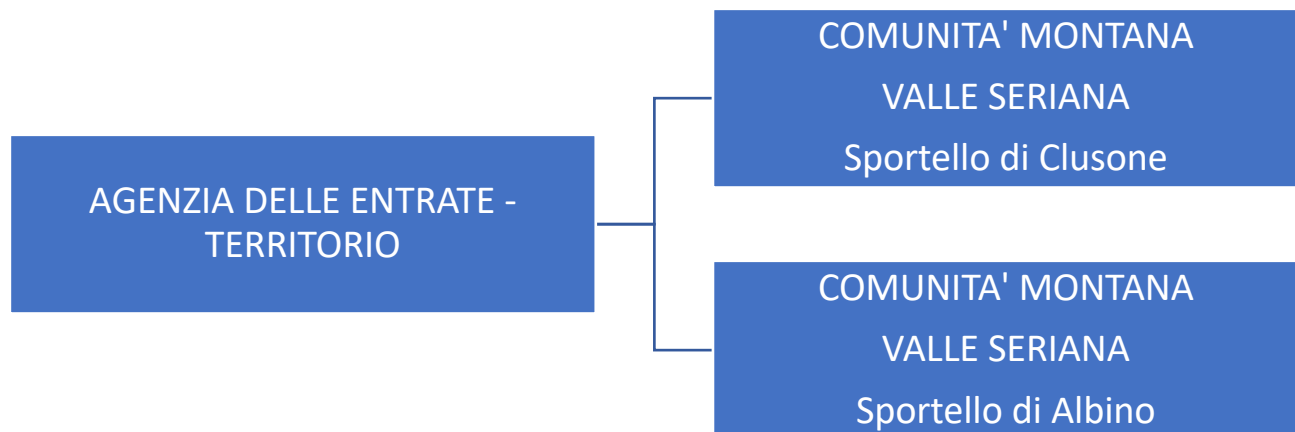 AGENZIA DELLE ENTRATE -
TERRITORIO
COMUNITA' MONTANA
VALLE SERIANA
Sportello di Clusone
COMUNITA' MONTANA
VALLE SERIANA
Sportello di Albino